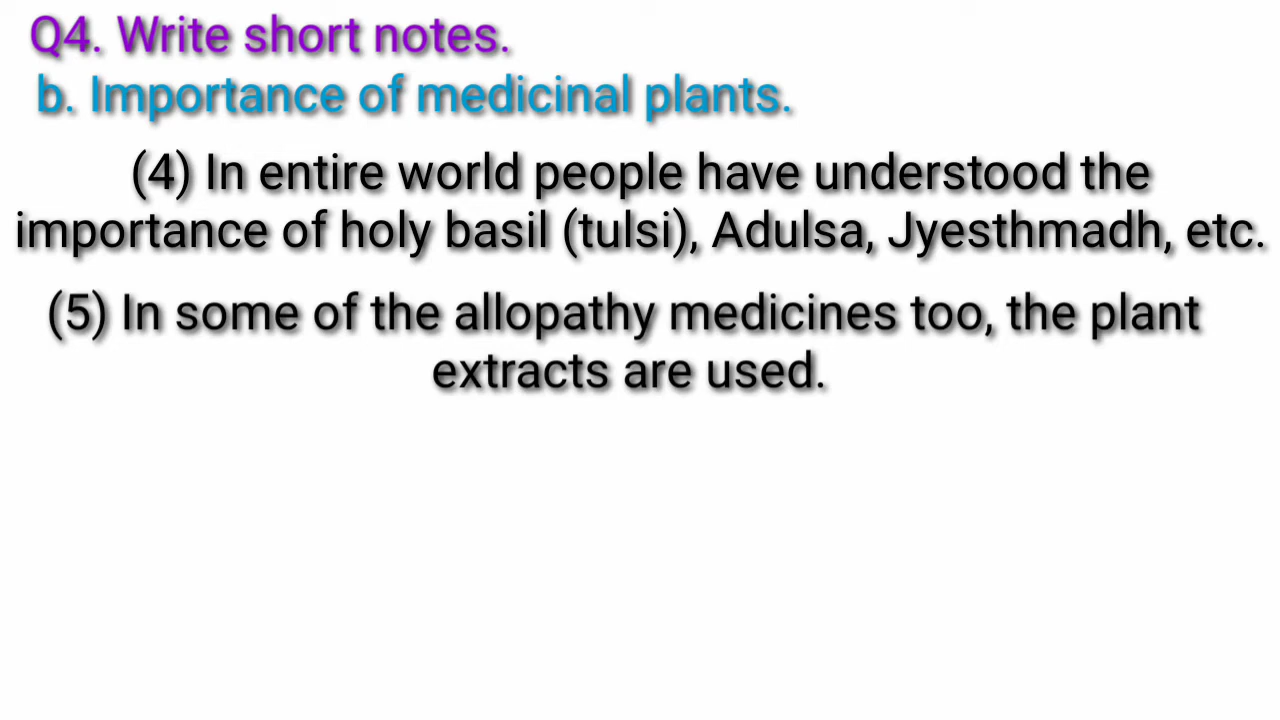 Q4. Write short notes.
b. Importance of medicinal plants.
(4) In entire world people have understood the
importance of holy basil (tulsi), Adulsa, Jyesthmadh, etc.
(5) In some of the allopathy medicines too, the plant
extracts are used.